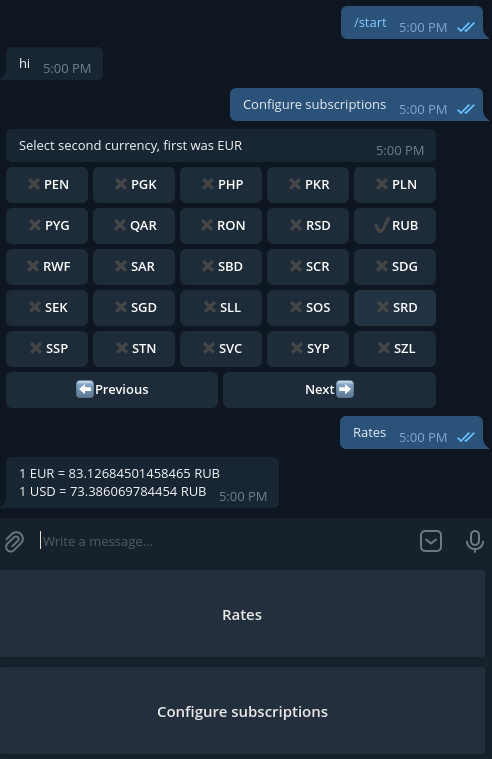 /start 5:00 PM
hi 5:00 PM
Configure subscriptions 5:00 PM
Select second currency, first was EUR 5:00 PM
PEN PGK PHP PKR PLN
PYG QAR RON RSD RUB
RWF SAR SBD SCR SDG
SEK SGD SLL SOS SRD
SSP STN SVC SYP SZL
Previous Next
Rates 5:00 PM
1 EUR = 83.12684501458465 RUB
1 USD = 73.386069784454 RUB 5:00 PM
Write a message...
Rates
Configure subscriptions